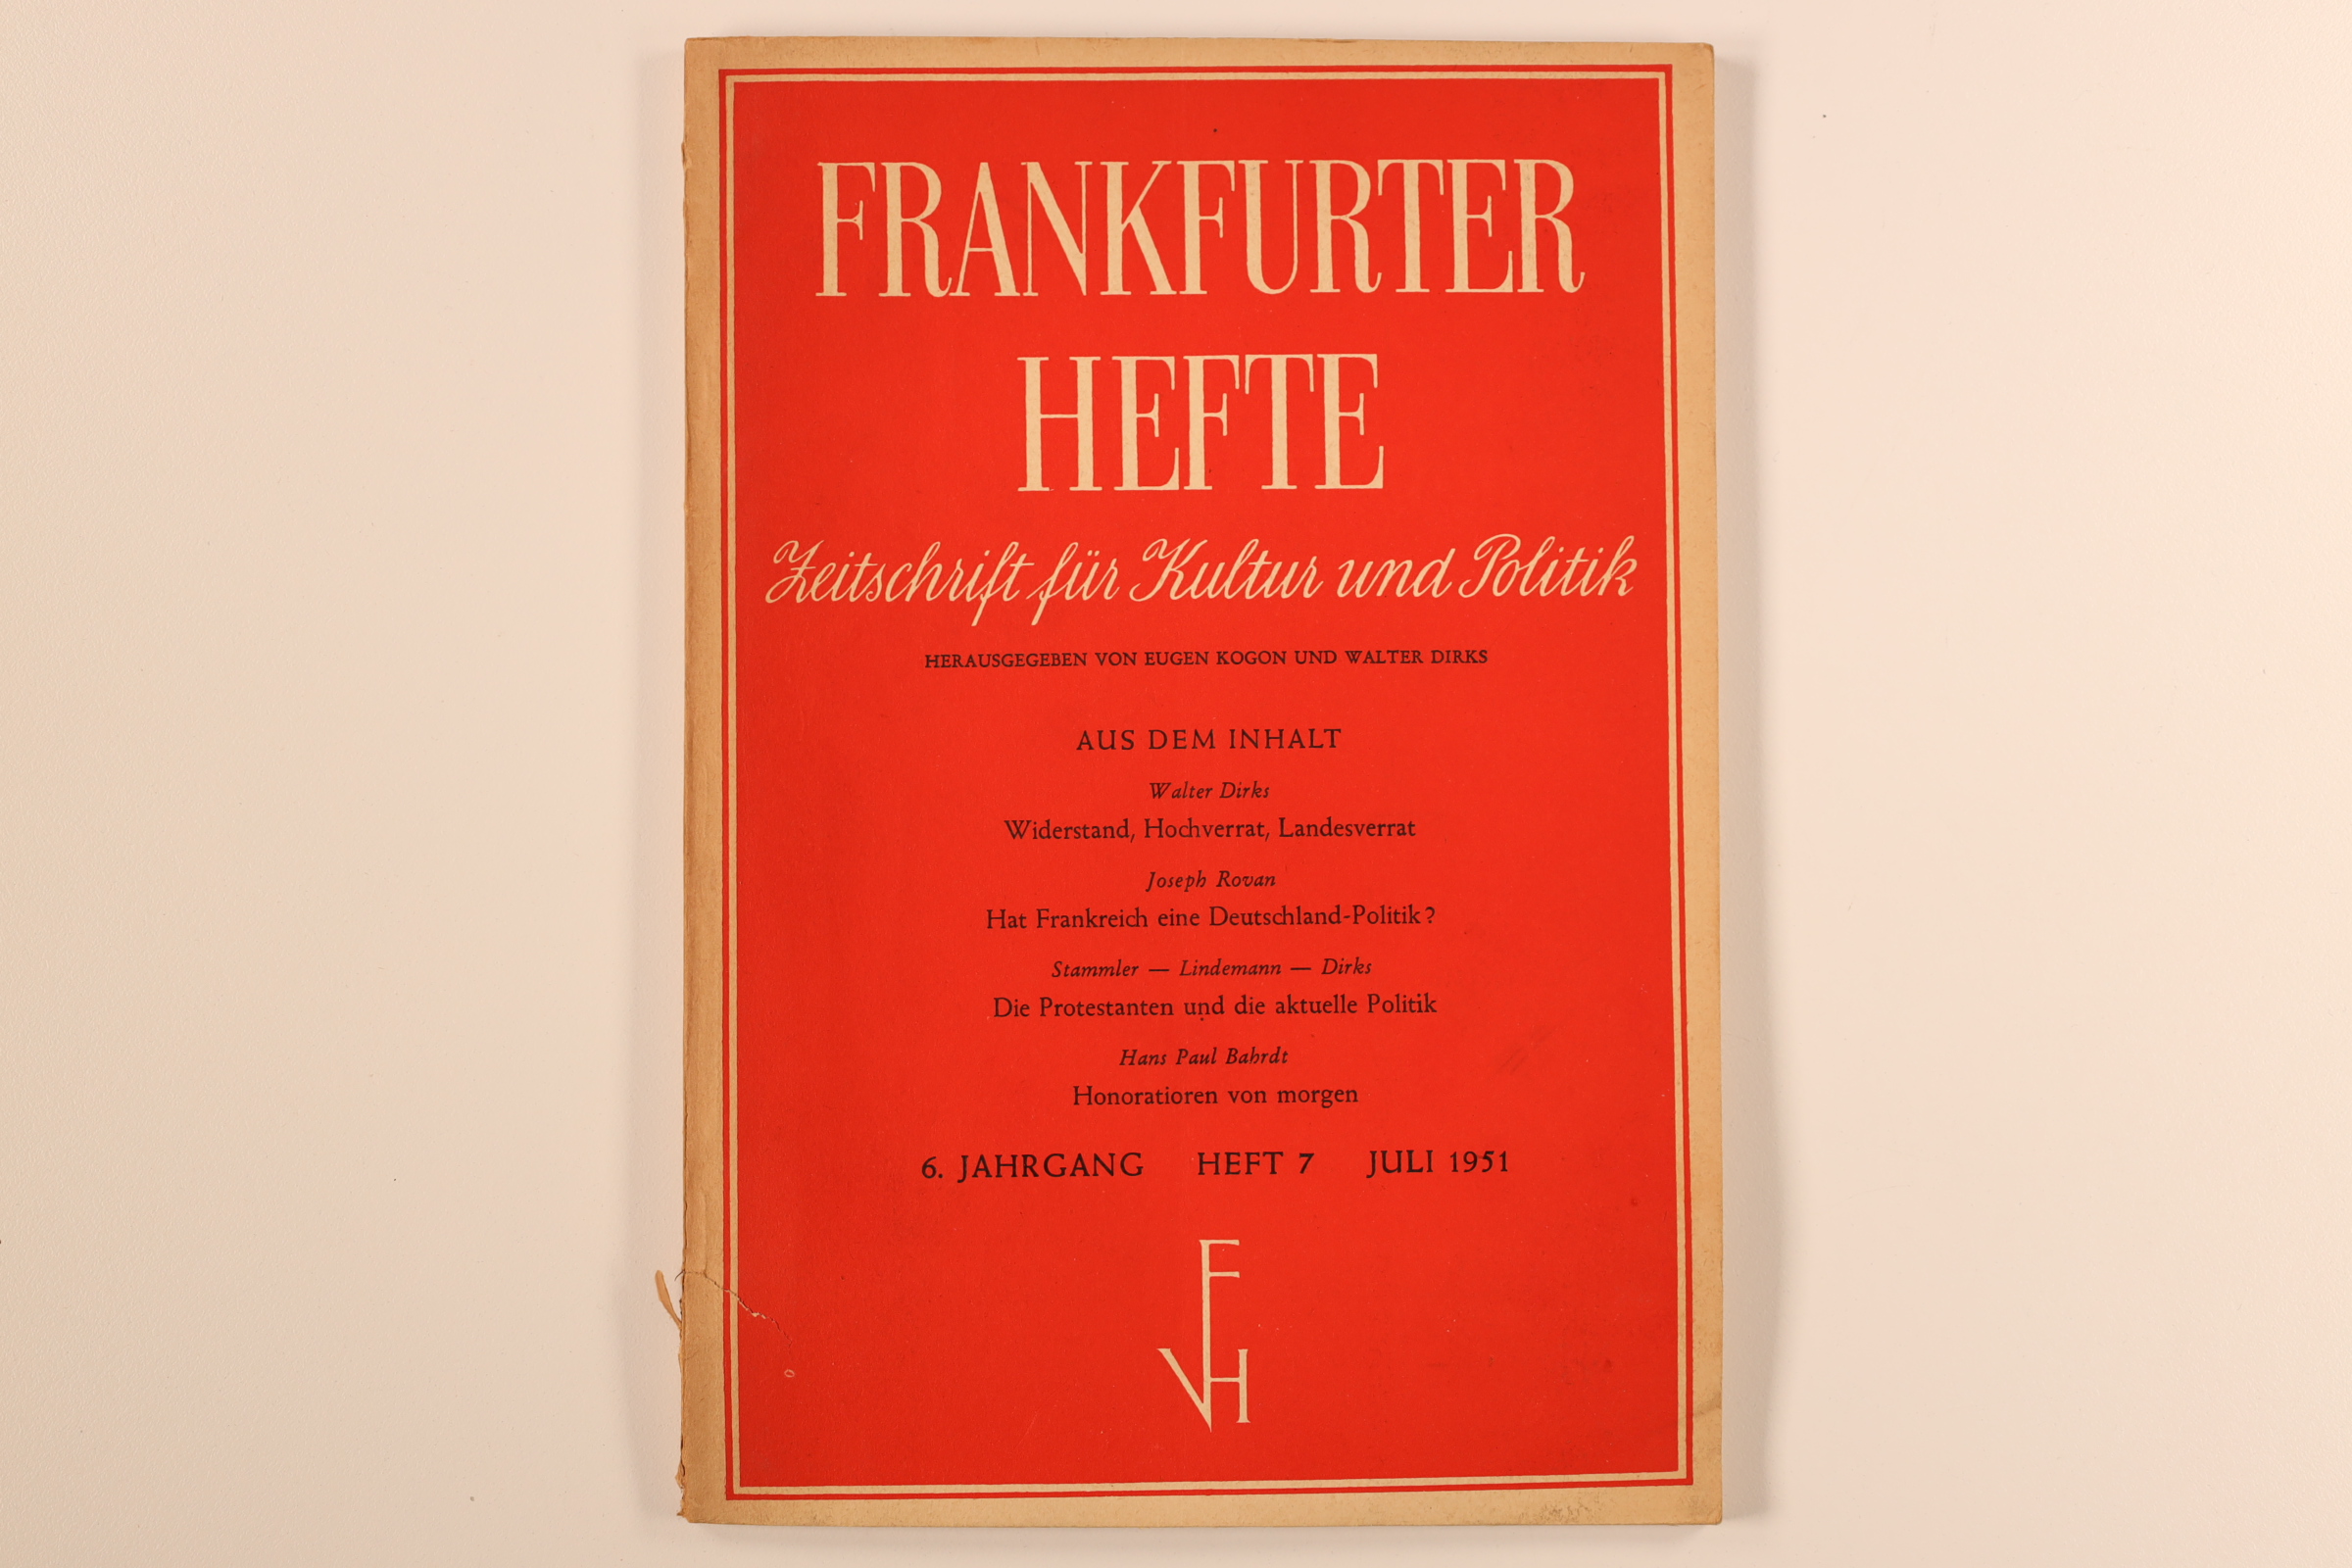 FRANKFURTER
HEFTE
Zeitschrift für Kultur und Politik
HERAUSGEGEBEN VON EUGEN KOGON UND WALTER DIRKS
AUS DEM INHALT
Walter Dirks
Widerstand, Hochverrat, Landesverrat
Joseph Rovan
Hat Frankreich eine Deutschland-Politik?
Stammler — Lindemann — Dirks
Die Protestanten und die aktuelle Politik
Hans Paul Bahrdt
Honoratioren von morgen
6. JAHRGANG HEFT 7 JULI 1951
F
VH